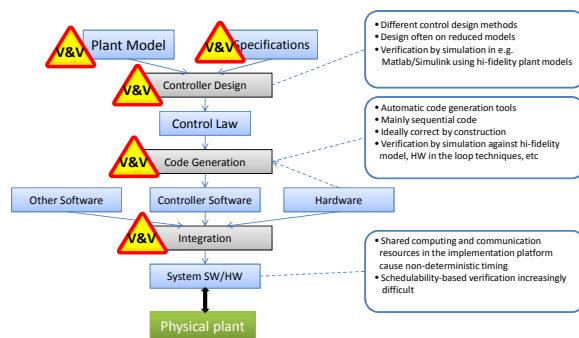 V&V
Plant Model
V&V
Specifications
V&V
Controller Design
Control Law
V&V
Code Generation
Other Software
Controller Software
Hardware
V&V
Integration
System SW/HW
Physical plant
• Different control design methods
• Design often on reduced models
• Verification by simulation in e.g.
Matlab/Simulink using hi-fidelity plant models
• Automatic code generation tools
• Mainly sequential code
• Ideally correct by construction
• Verification by simulation against hi-fidelity
model, HW in the loop techniques, etc
• Shared computing and communication
resources in the implementation platform
cause non-deterministic timing
• Schedulability-based verification increasingly
difficult